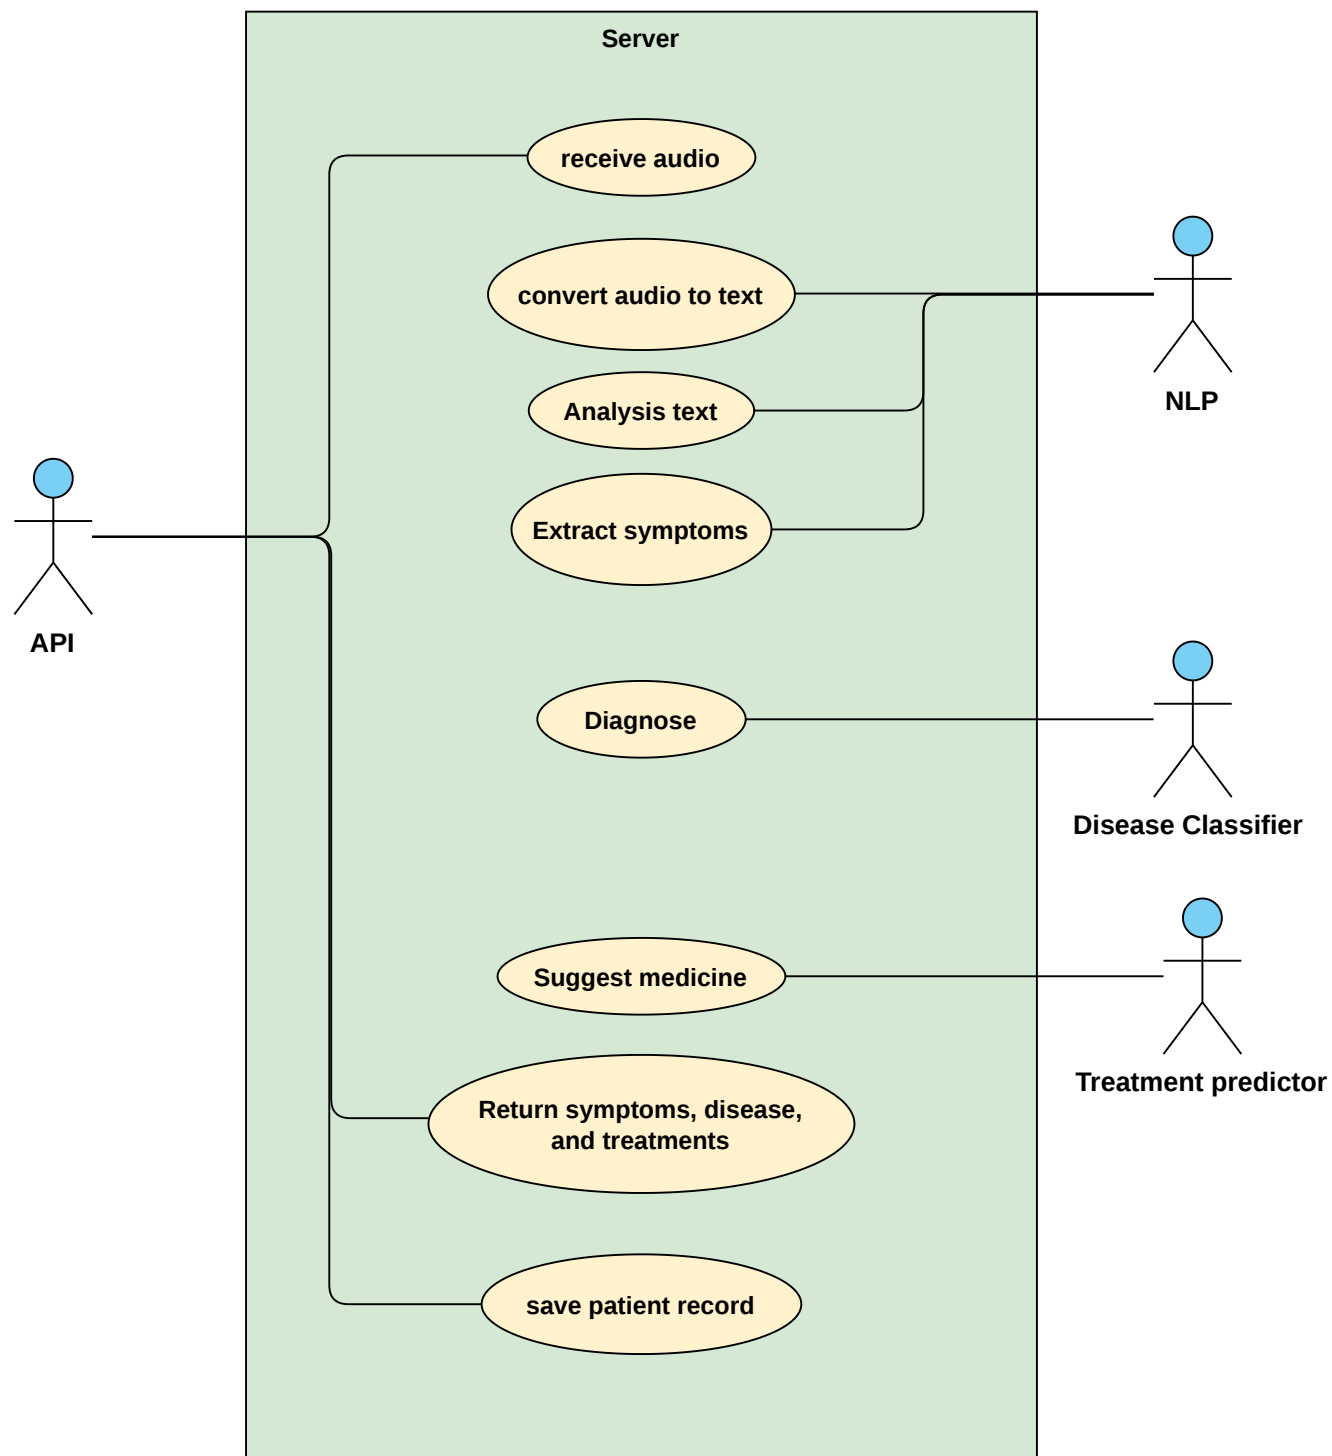 Server
receive audio
convert audio to text
NLP
Analysis text
Extract symptoms
API
Diagnose
Disease Classifier
Suggest medicine
Treatment predictor
Return symptoms, disease,
and treatments
save patient record